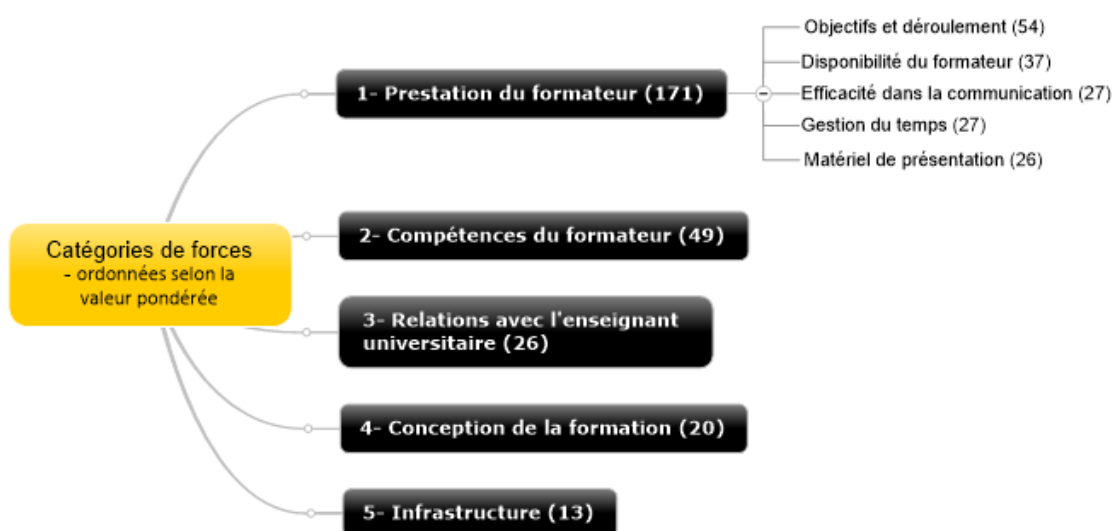 Catégories de forces
- ordonnées selon la
valeur pondérée
1- Prestation du formateur (171)
Objectifs et déroulement (54)
Disponibilité du formateur (37)
Efficacité dans la communication (27)
Gestion du temps (27)
Matériel de présentation (26)
2- Compétences du formateur (49)
3- Relations avec l'enseignant
universitaire (26)
4- Conception de la formation (20)
5- Infrastructure (13)